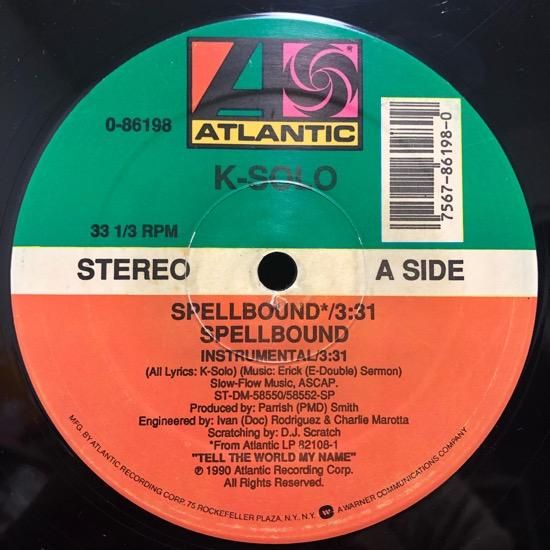 ATLANTIC
0-86198
K-SOLO
7567-86198-0
33 1/3 RPM
STEREO
A SIDE
SPELLBOUND*/3:31
SPELLBOUND
INSTRUMENTAL/3:31
(All Lyrics: K-Solo) (Music: Erick (E-Double) Sermon)
Slow-Flow Music, ASCAP.
ST-DM-58550/58552-SP
Produced by: Parrish (PMD) Smith
Engineered by: Ivan (Doc) Rodriguez & Charlie Marotta
Scratching by: D.J. Scratch
*From Atlantic LP 82108-1
"TELL THE WORLD MY NAME"
℗ 1990 Atlantic Recording Corp.
All Rights Reserved.
MFG. BY ATLANTIC RECORDING CORP. 75 ROCKEFELLER PLAZA, N.Y. N.Y. A WARNER COMMUNICATIONS COMPANY